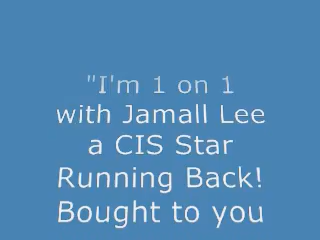 "I'm 1 on 1
with Jamall Lee
a CIS Star
Running Back!
Bought to you